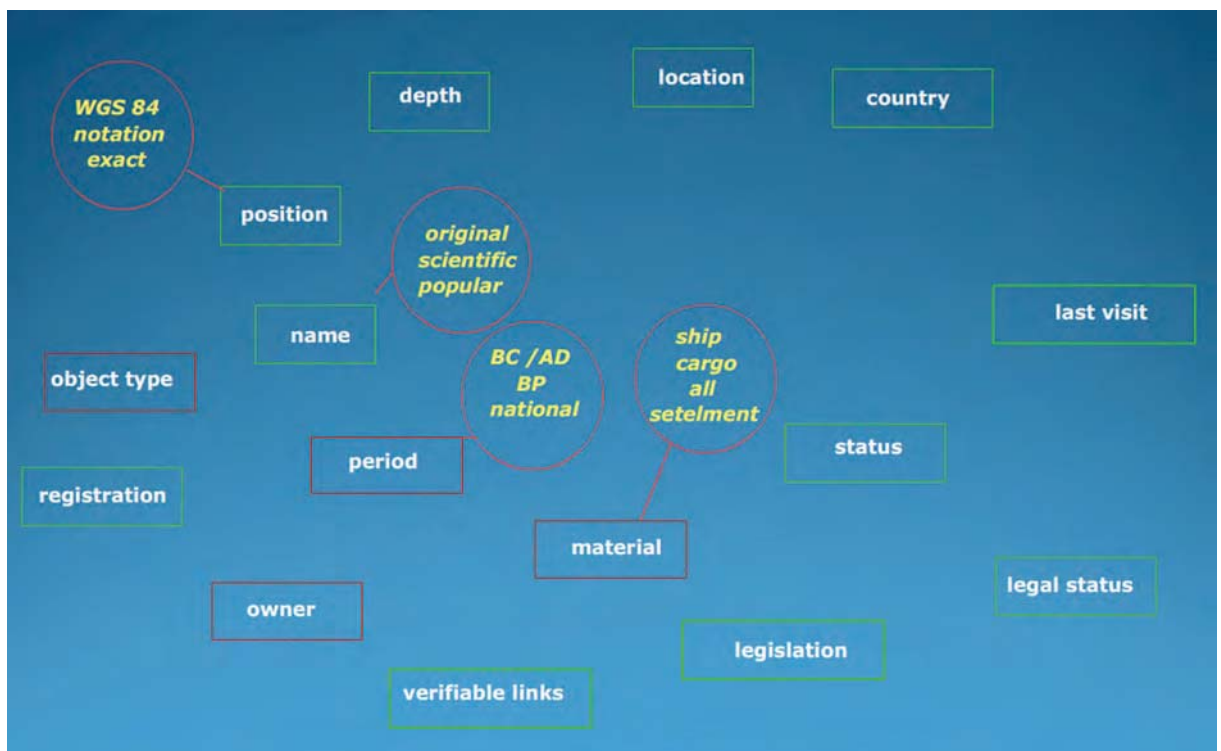 location
depth
country
WGS 84
notation
exact
position
original
scientific
popular
name
last visit
ship
cargo
all
setelment
BC /AD
BP
national
object type
status
period
registration
material
legal status
owner
legislation
verifiable links